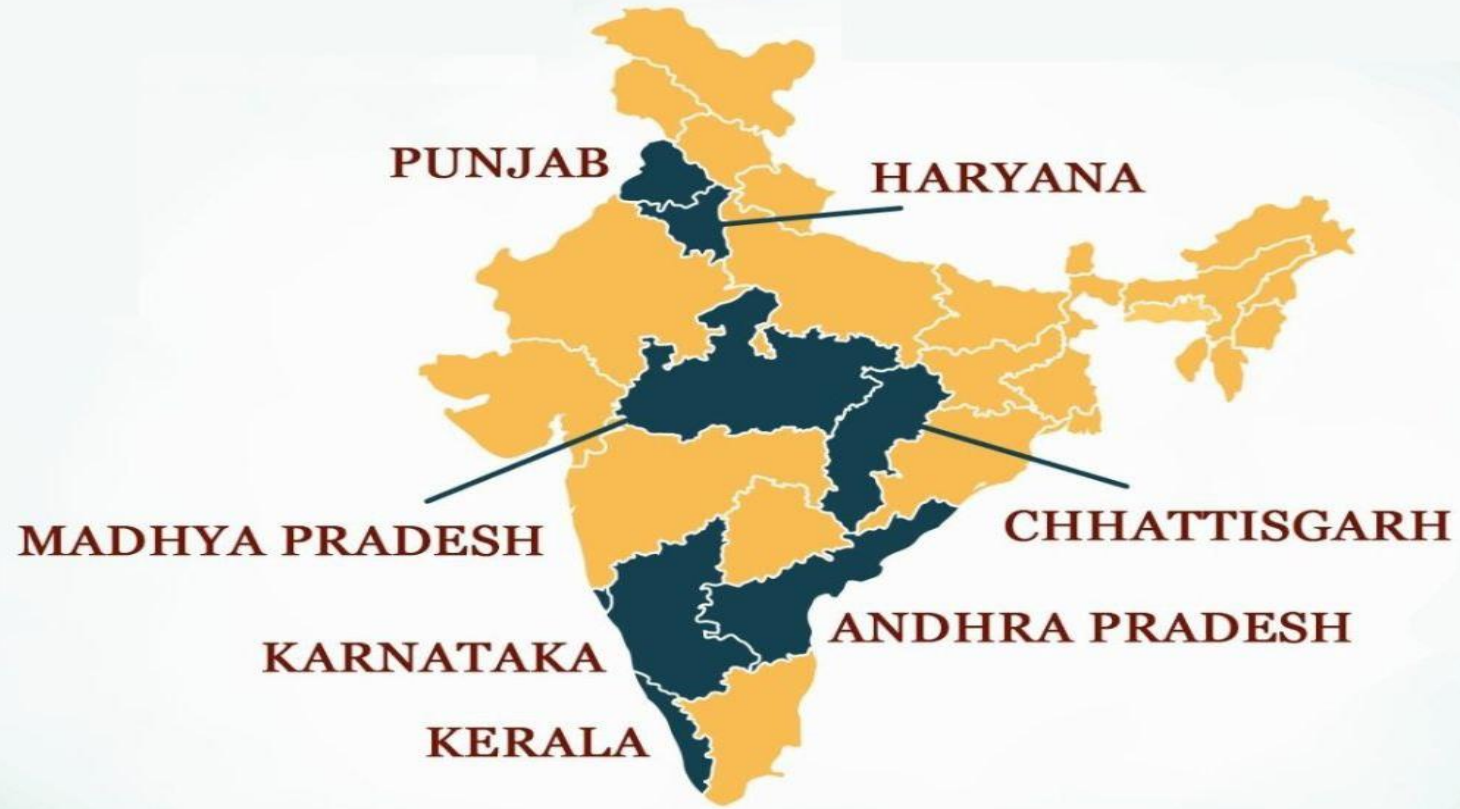 PUNJAB
HARYANA
MADHYA PRADESH
CHHATTISGARH
ANDHRA PRADESH
KARNATAKA
KERALA